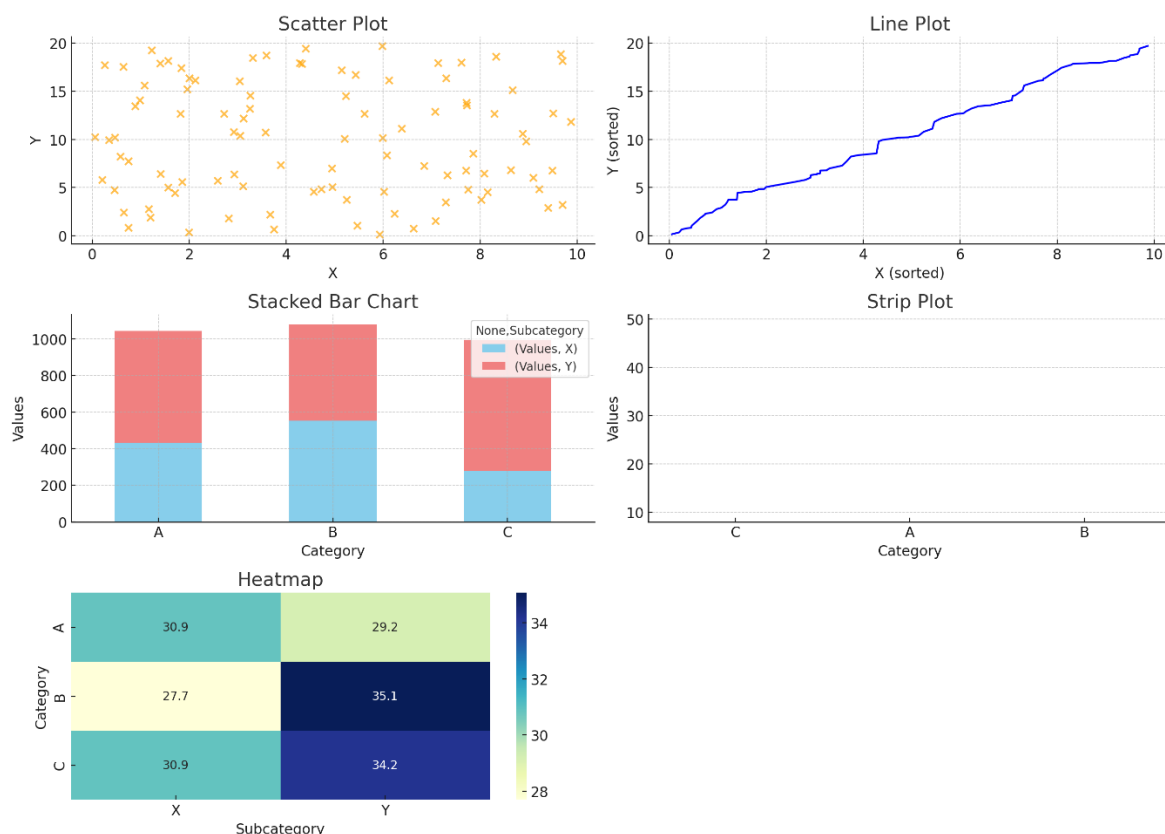 Scatter Plot
20
15
10
5
0
Y
0 2 4 6 8 10
X
Line Plot
20
15
10
5
0
Y (sorted)
0 2 4 6 8 10
X (sorted)
Stacked Bar Chart
1000
800
600
400
200
0
Values
None,Subcategory
(Values, X)
(Values, Y)
A B C
Category
Strip Plot
50
40
30
20
10
Values
C A B
Category
Heatmap
A 30.9 29.2
B 27.7 35.1
C 30.9 34.2
Category
X Y
Subcategory
34
32
30
28